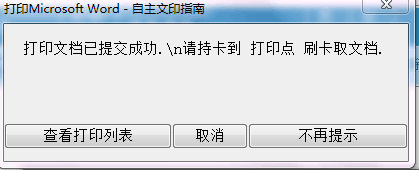 打印Microsoft Word - 自主文印指南
打印文档已提交成功.\n请持卡到 打印点 刷卡取文档.
查看打印列表 取消 不再提示